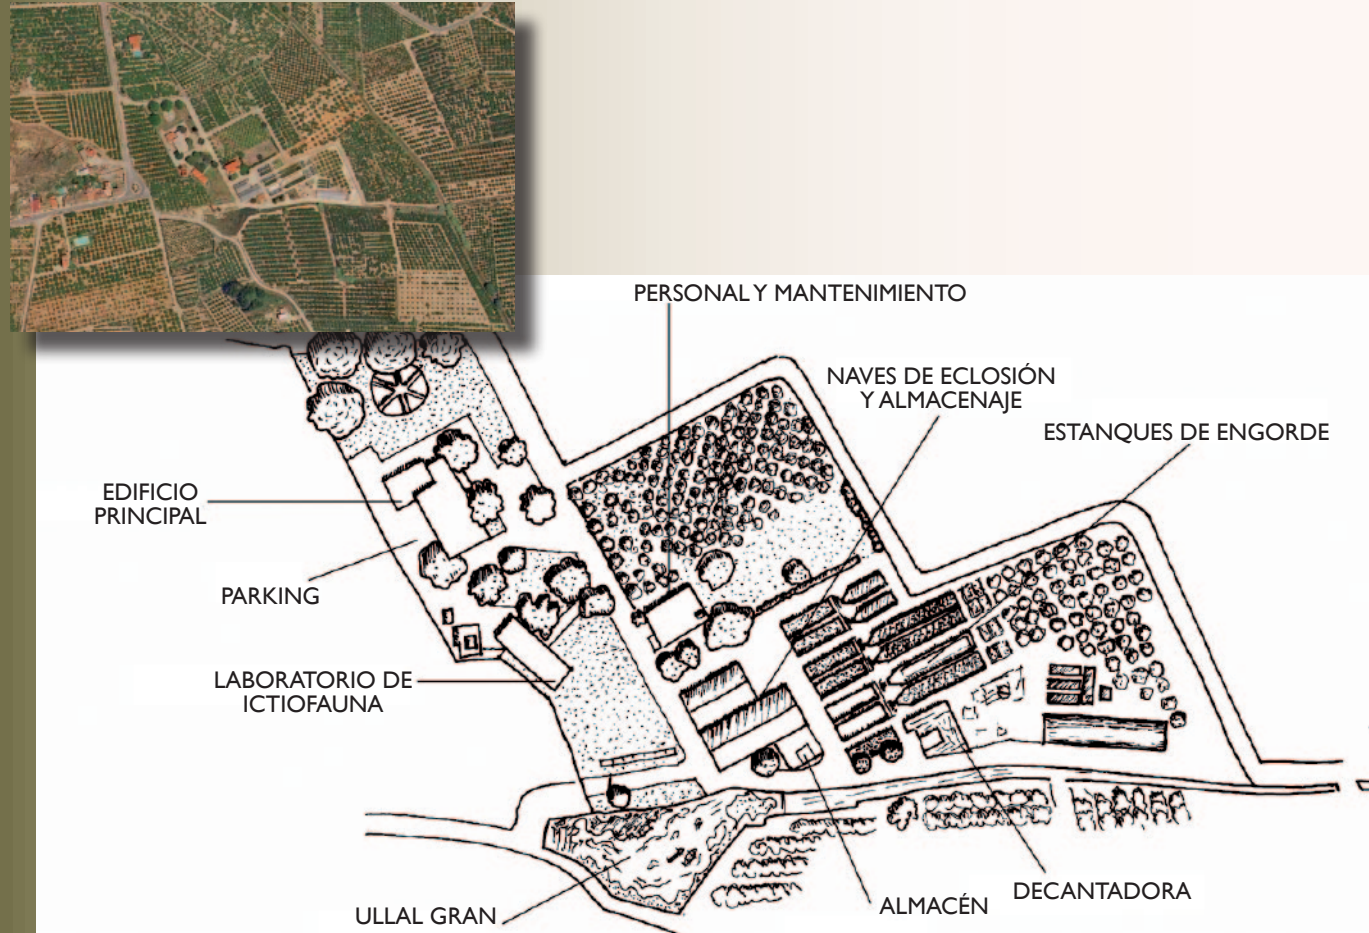 PERSONAL Y MANTENIMIENTO
NAVES DE ECLOSIÓN
Y ALMACENAJE
ESTANQUES DE ENGORDE
EDIFICIO
PRINCIPAL
PARKING
LABORATORIO DE
ICTIOFAUNA
ULLAL GRAN
ALMACÉN
DECANTADORA